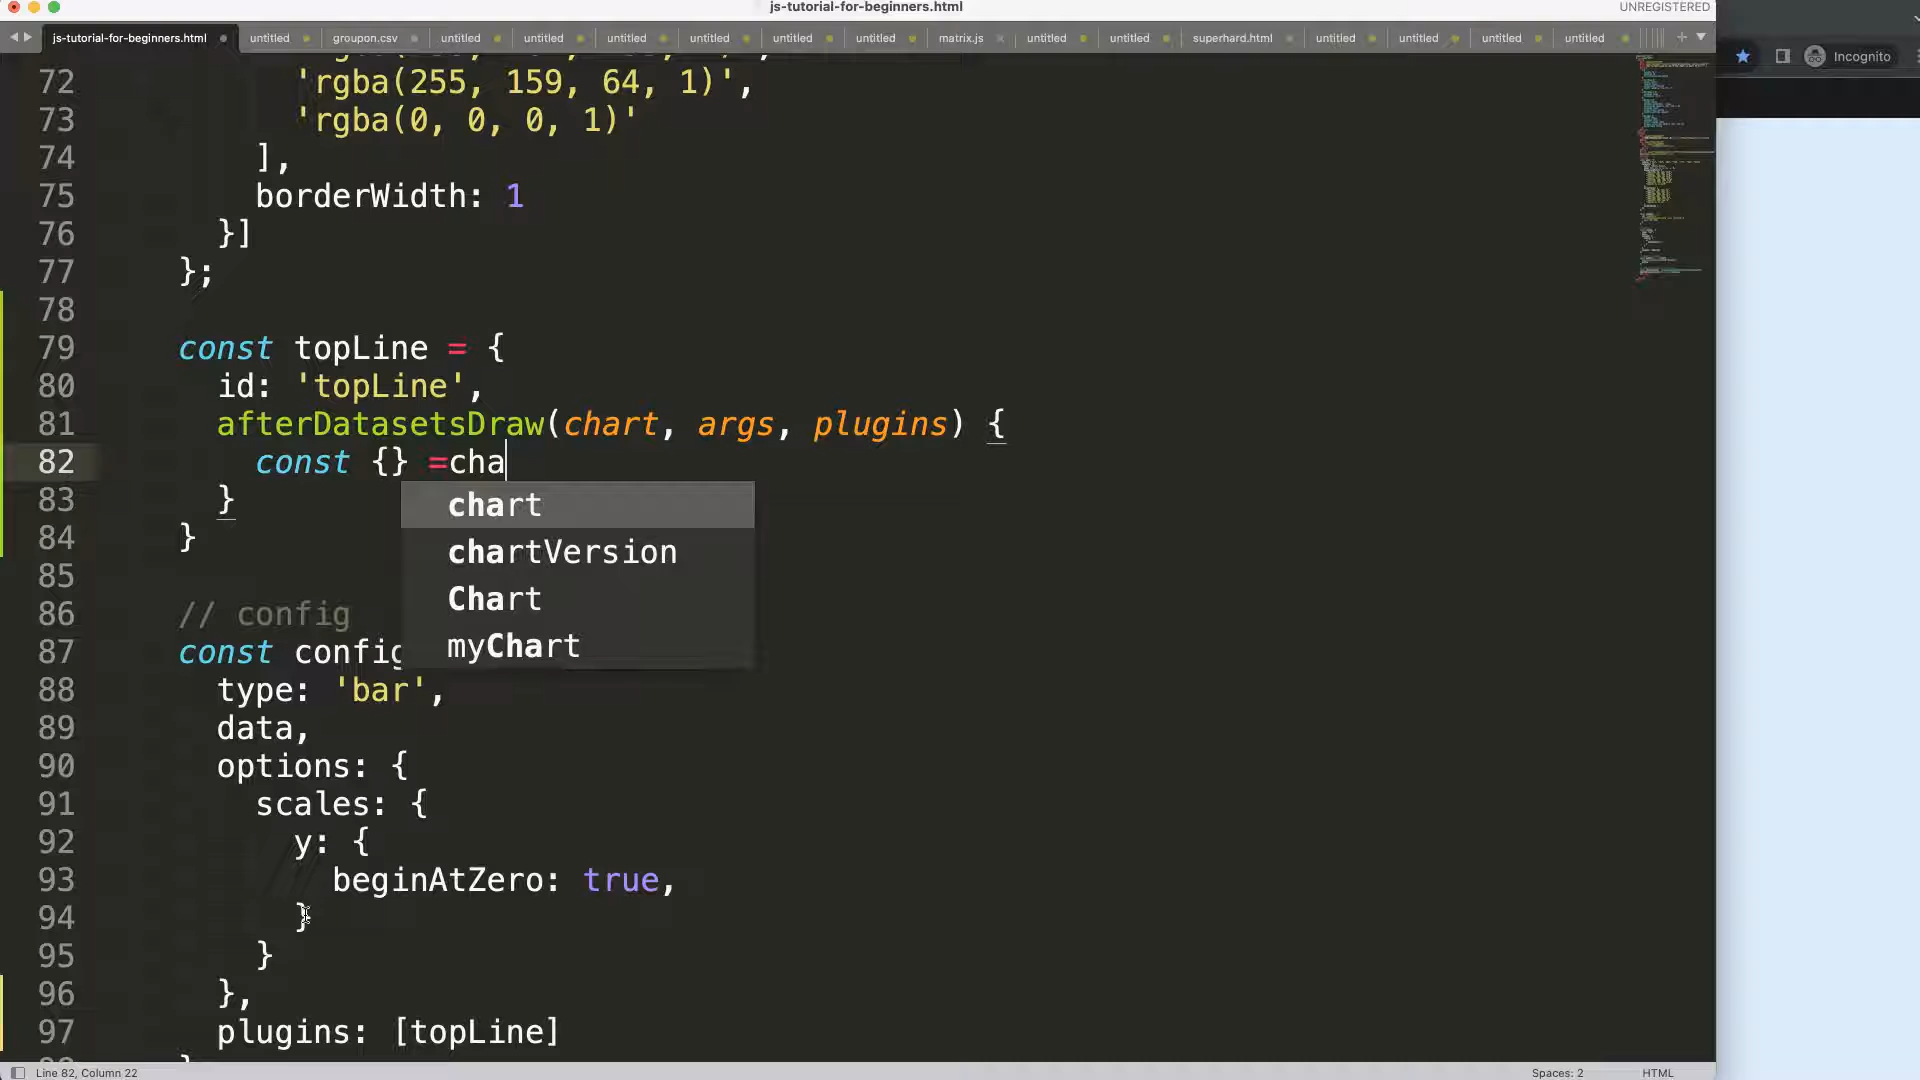 js-tutorial-for-beginners.html
UNREGISTERED
js-tutorial-for-beginners.html untitled groupon.csv untitled untitled untitled untitled untitled untitled matrix.js untitled untitled superhard.html untitled untitled untitled untitled
Incognito
72 'rgba(255, 159, 64, 1)',
73 'rgba(0, 0, 0, 1)'
74 ],
75 borderWidth: 1
76 }]
77 };
78
79 const topLine = {
80 id: 'topLine',
81 afterDatasetsDraw(chart, args, plugins) {
82 const {} =cha
chart
chartVersion
Chart
myChart
83 }
84 }
85
86 // config
87 const config
88 type: 'bar',
89 data,
90 options: {
91 scales: {
92 y: {
93 beginAtZero: true,
94 }
95 }
96 },
97 plugins: [topLine]
Line 82, Column 22
Spaces: 2
HTML